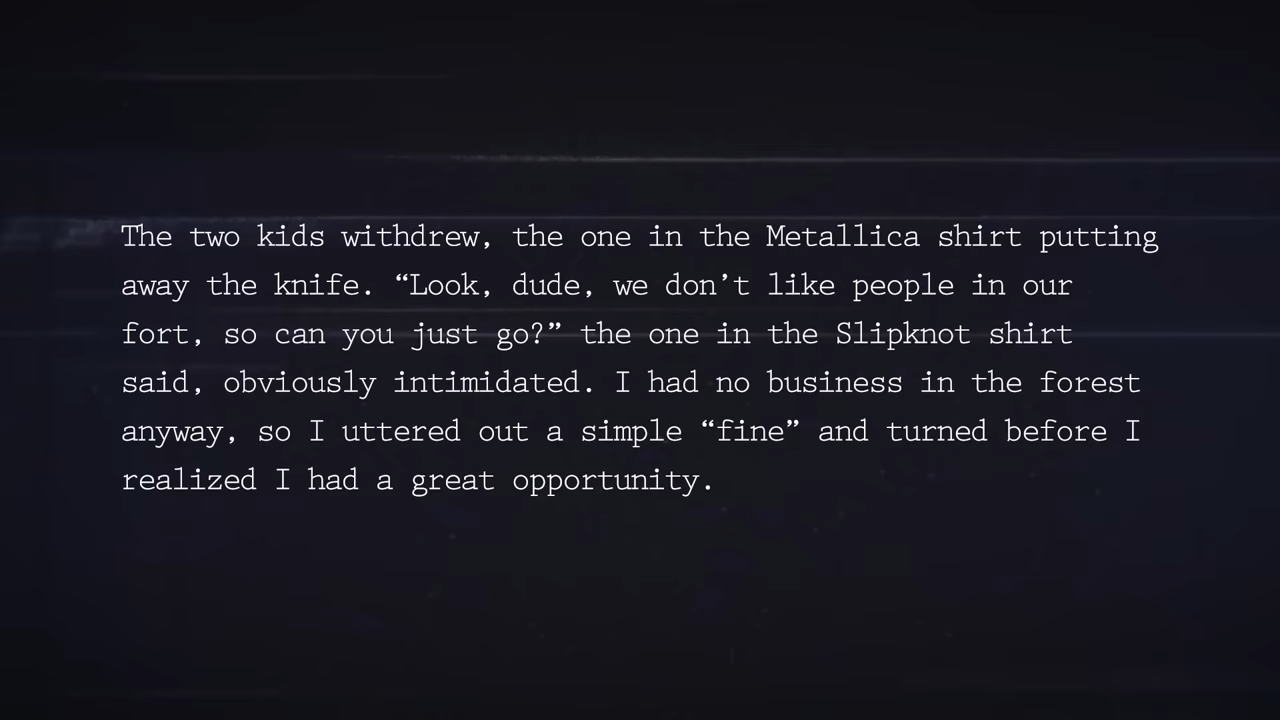 The two kids withdrew, the one in the Metallica shirt putting
away the knife. “Look, dude, we don’t like people in our
fort, so can you just go?” the one in the Slipknot shirt
said, obviously intimidated. I had no business in the forest
anyway, so I uttered out a simple “fine” and turned before I
realized I had a great opportunity.